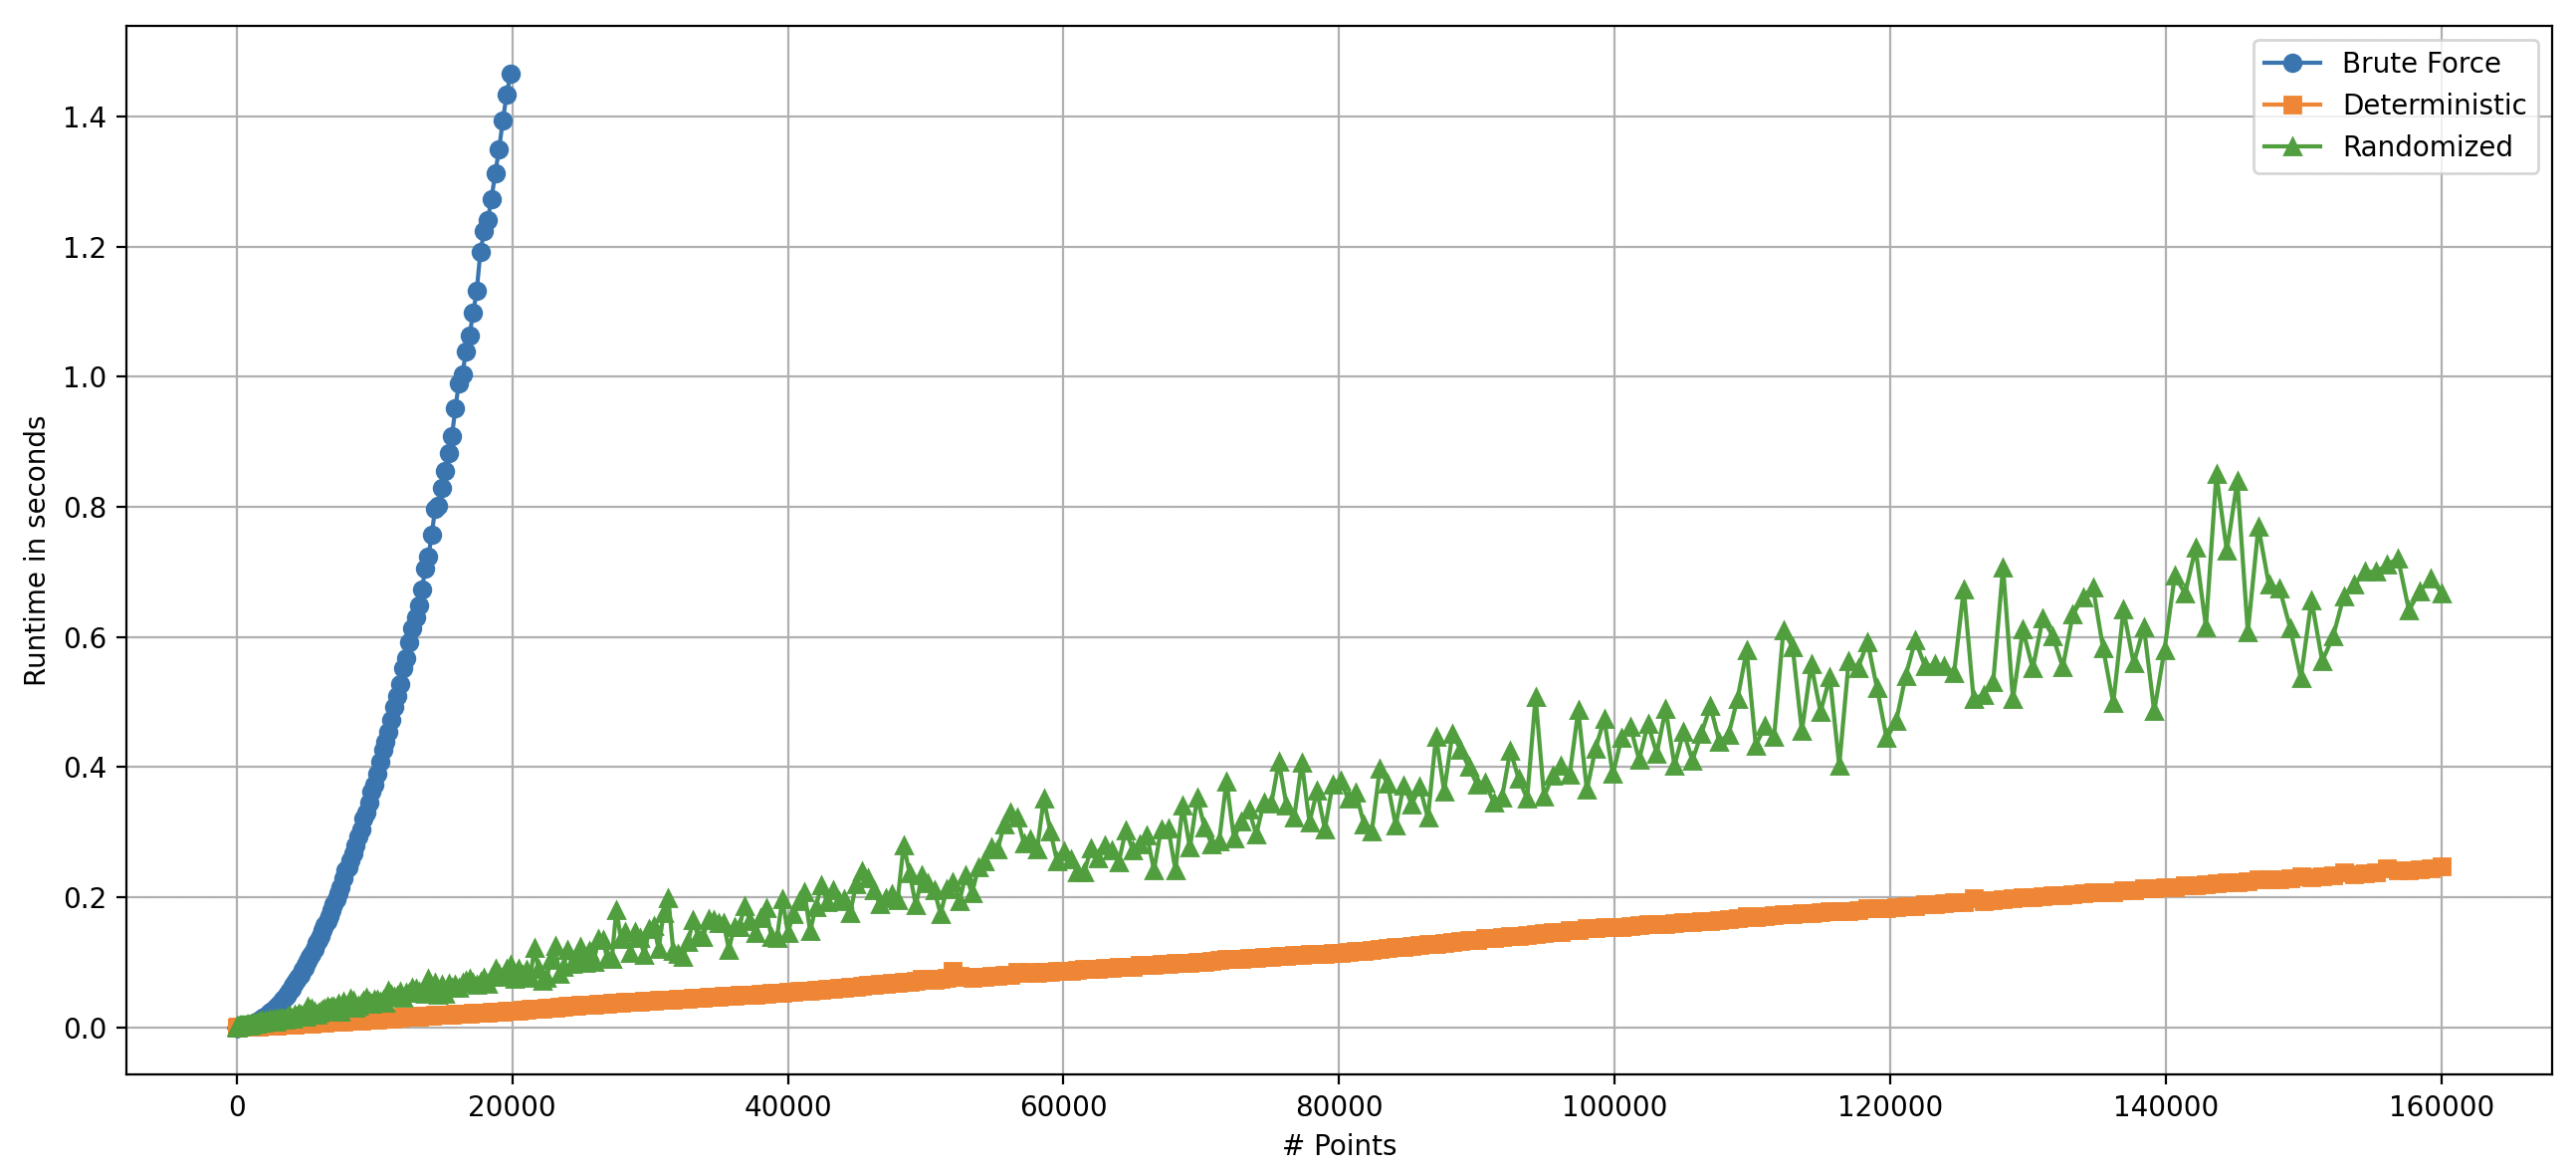 Brute Force
Deterministic
Randomized
1.4
1.2
1.0
0.8
0.6
0.4
0.2
0.0
Runtime in seconds
0 20000 40000 60000 80000 100000 120000 140000 160000
# Points